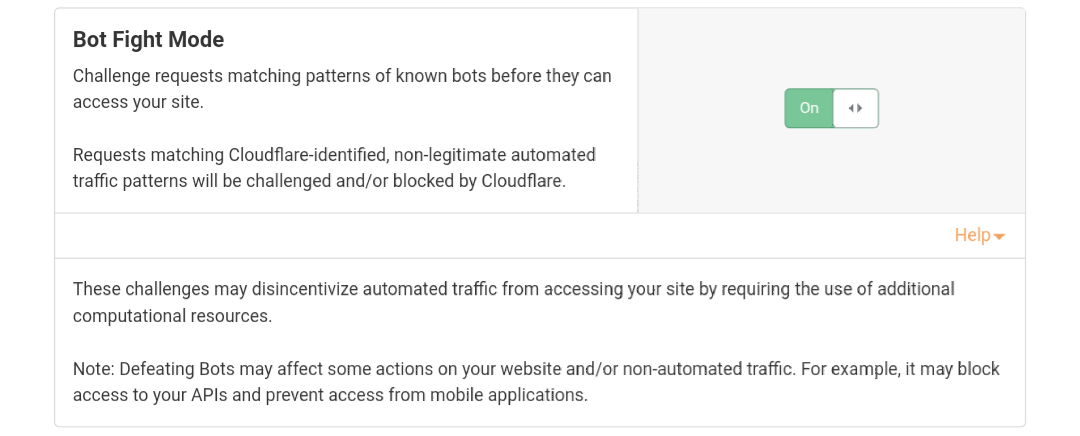 Bot Fight Mode
Challenge requests matching patterns of known bots before they can
access your site.
Requests matching Cloudflare-identified, non-legitimate automated
traffic patterns will be challenged and/or blocked by Cloudflare.
On
Help
These challenges may disincentivize automated traffic from accessing your site by requiring the use of additional
computational resources.
Note: Defeating Bots may affect some actions on your website and/or non-automated traffic. For example, it may block
access to your APIs and prevent access from mobile applications.